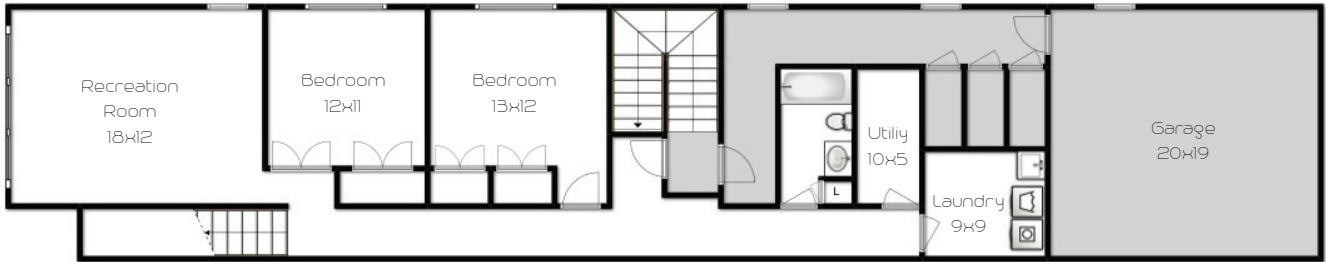 Recreation
Room
18x12
Bedroom
12x11
Bedroom
13x12
Utiliy
10x5
L
Laundry
9x9
Garage
20x19